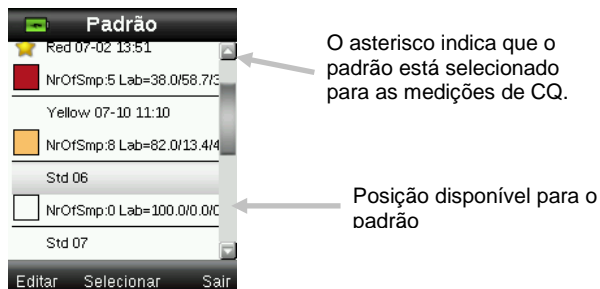 Padrão
Red 07-02 13:51
NrOfSmp:5 Lab=38.0/58.7/3
Yellow 07-10 11:10
NrOfSmp:8 Lab=82.0/13.4/4
Std 06
NrOfSmp:0 Lab=100.0/0.0/0
Std 07
Editar Selecionar Sair
O asterisco indica que o
padrão está selecionado
para as medições de CQ.
Posição disponível para o
padrão